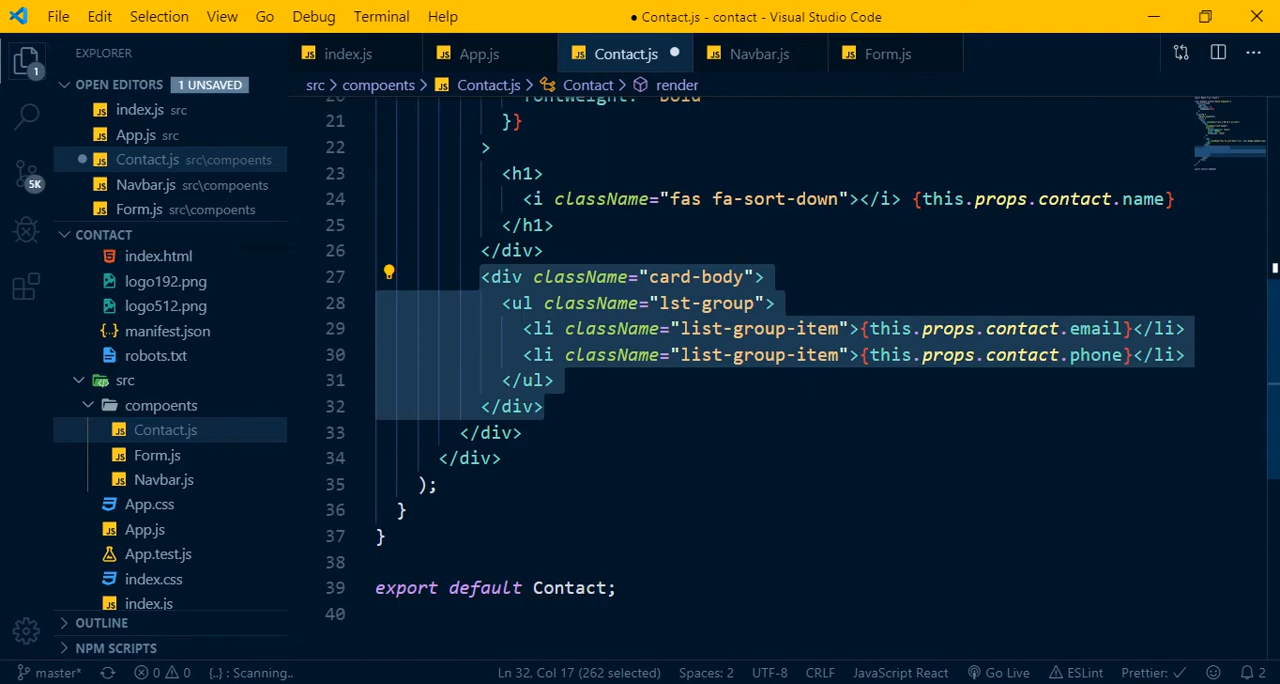 File Edit Selection View Go Debug Terminal Help
● Contact.js - contact - Visual Studio Code
EXPLORER
OPEN EDITORS 1 UNSAVED
index.js src
App.js src
Contact.js src\compoents
Navbar.js src\compoents
Form.js src\compoents
CONTACT
index.html
logo192.png
logo512.png
manifest.json
robots.txt
src
compoents
Contact.js
Form.js
Navbar.js
App.css
App.js
App.test.js
index.css
index.js
OUTLINE
NPM SCRIPTS
1
5K
index.js App.js Contact.js Navbar.js Form.js
src > compoents > Contact.js > Contact > render
20 fontWeight: "bold"
21 }}
22 >
23 <h1>
24 <i className="fas fa-sort-down"></i> {this.props.contact.name}
25 </h1>
26 </div>
27 <div className="card-body">
28 <ul className="lst-group">
29 <li className="list-group-item">{this.props.contact.email}</li>
30 <li className="list-group-item">{this.props.contact.phone}</li>
31 </ul>
32 </div>
33 </div>
34 </div>
35 );
36 }
37 }
38
39 export default Contact;
40
master* 0 0 {..} : Scanning.. Ln 32, Col 17 (262 selected) Spaces: 2 UTF-8 CRLF JavaScript React Go Live ESLint Prettier: ✓ 2